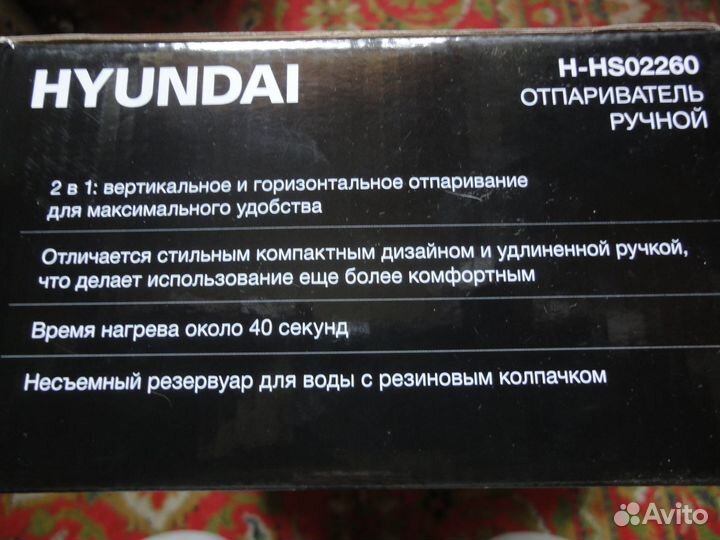 HYUNDAI
H-HS02260
ОТПАРИВАТЕЛЬ
РУЧНОЙ
2 в 1: вертикальное и горизонтальное отпаривание
для максимального удобства
Отличается стильным компактным дизайном и удлиненной ручкой,
что делает использование еще более комфортным
Время нагрева около 40 секунд
Несъемный резервуар для воды с резиновым колпачком
Avito